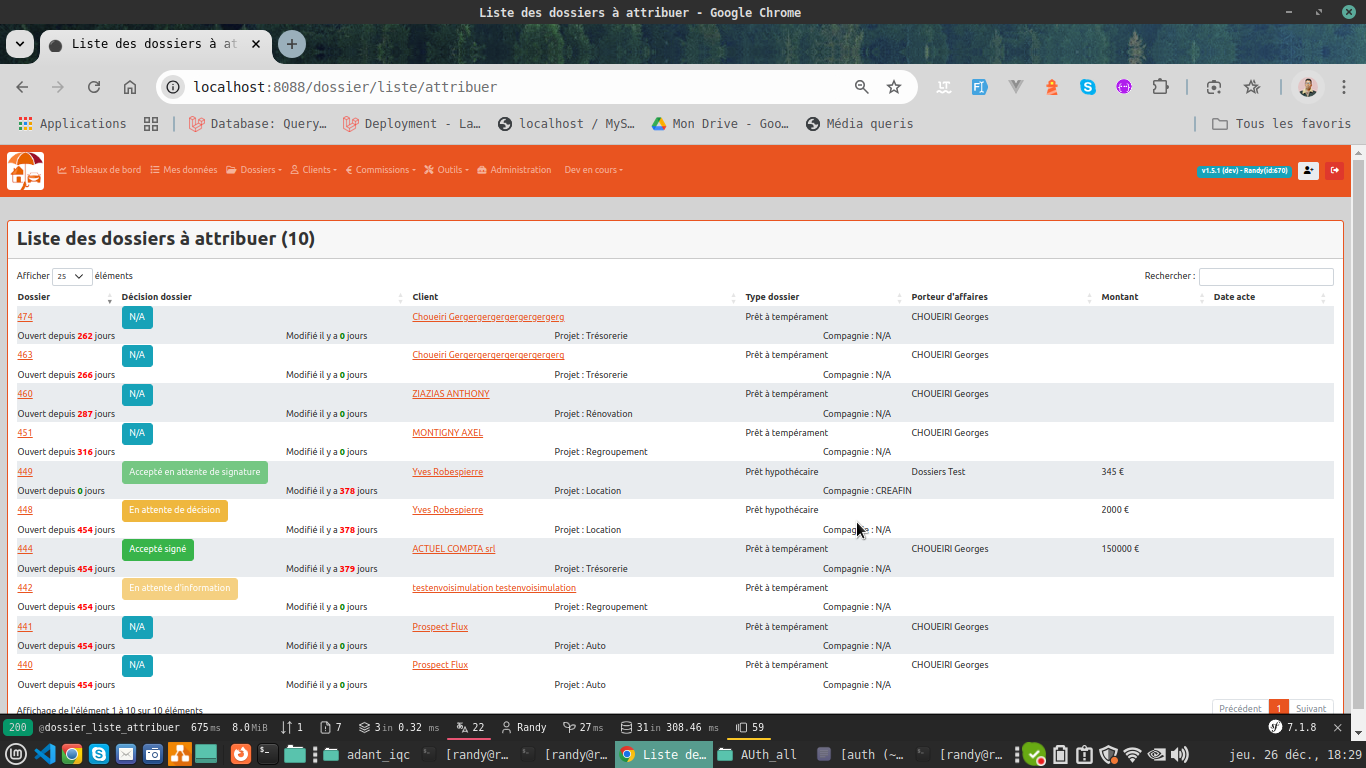 Liste des dossiers à attribuer - Google Chrome
Liste des dossiers à at
localhost:8088/dossier/liste/attribuer
Applications Database: Query… Deployment - La… localhost / MyS… Mon Drive - Goo… Média queris Tous les favoris
Tableaux de bord Mes données Dossiers Clients Commissions Outils Administration Dev en cours v1.5.1 (dev) - Randy(id:670)
Liste des dossiers à attribuer (10)
Afficher 25 éléments Rechercher :
Dossier Décision dossier Client Type dossier Porteur d'affaires Montant Date acte
474 N/A Choueiri Gergergergergergergergerg Prêt à tempérament CHOUEIRI Georges
Ouvert depuis 262 jours Modifié il y a 0 jours Projet : Trésorerie Compagnie : N/A
463 N/A Choueiri Gergergergergergergergerg Prêt à tempérament CHOUEIRI Georges
Ouvert depuis 266 jours Modifié il y a 0 jours Projet : Trésorerie Compagnie : N/A
460 N/A ZIAZIAS ANTHONY Prêt à tempérament CHOUEIRI Georges
Ouvert depuis 287 jours Modifié il y a 0 jours Projet : Rénovation Compagnie : N/A
451 N/A MONTIGNY AXEL Prêt à tempérament CHOUEIRI Georges
Ouvert depuis 316 jours Modifié il y a 0 jours Projet : Regroupement Compagnie : N/A
449 Accepté en attente de signature Yves Robespierre Prêt hypothécaire Dossiers Test 345 €
Ouvert depuis 0 jours Modifié il y a 378 jours Projet : Location Compagnie : CREAFIN
448 En attente de décision Yves Robespierre Prêt hypothécaire 2000 €
Ouvert depuis 454 jours Modifié il y a 378 jours Projet : Location Compagnie : N/A
444 Accepté signé ACTUEL COMPTA srl Prêt à tempérament CHOUEIRI Georges 150000 €
Ouvert depuis 454 jours Modifié il y a 379 jours Projet : Trésorerie Compagnie : N/A
442 En attente d'information testenvoisimulation testenvoisimulation Prêt à tempérament
Ouvert depuis 454 jours Modifié il y a 0 jours Projet : Regroupement Compagnie : N/A
441 N/A Prospect Flux Prêt à tempérament CHOUEIRI Georges
Ouvert depuis 454 jours Modifié il y a 0 jours Projet : Auto Compagnie : N/A
440 N/A Prospect Flux Prêt à tempérament CHOUEIRI Georges
Ouvert depuis 454 jours Modifié il y a 0 jours Projet : Auto Compagnie : N/A
Affichage de l'élément 1 à 10 sur 10 éléments Précédent 1 Suivant
200 @dossier_liste_attribuer 675 ms 8.0 MiB 1 7 3 in 0.32 ms 22 Randy 27 ms 31 in 308.46 ms 59 7.1.8
adant_iqc [randy@r… [randy@r… Liste de… AUth_all [auth (~… [randy@r… jeu. 26 déc., 18:29